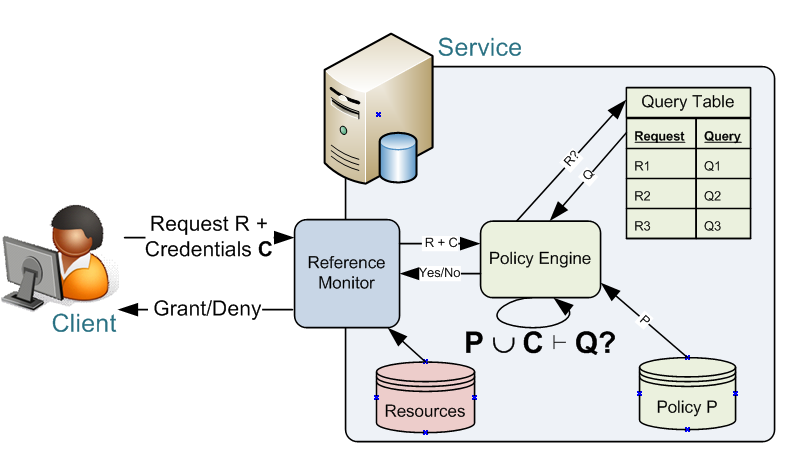 Service
Query Table
Request Query
R1 Q1
R2 Q2
R3 Q3
R?
Q
Request R +
Credentials C
Reference
Monitor
R + C
Yes/No
Policy Engine
Grant/Deny
Client
P ∪ C ⊢ Q?
P
Resources
Policy P